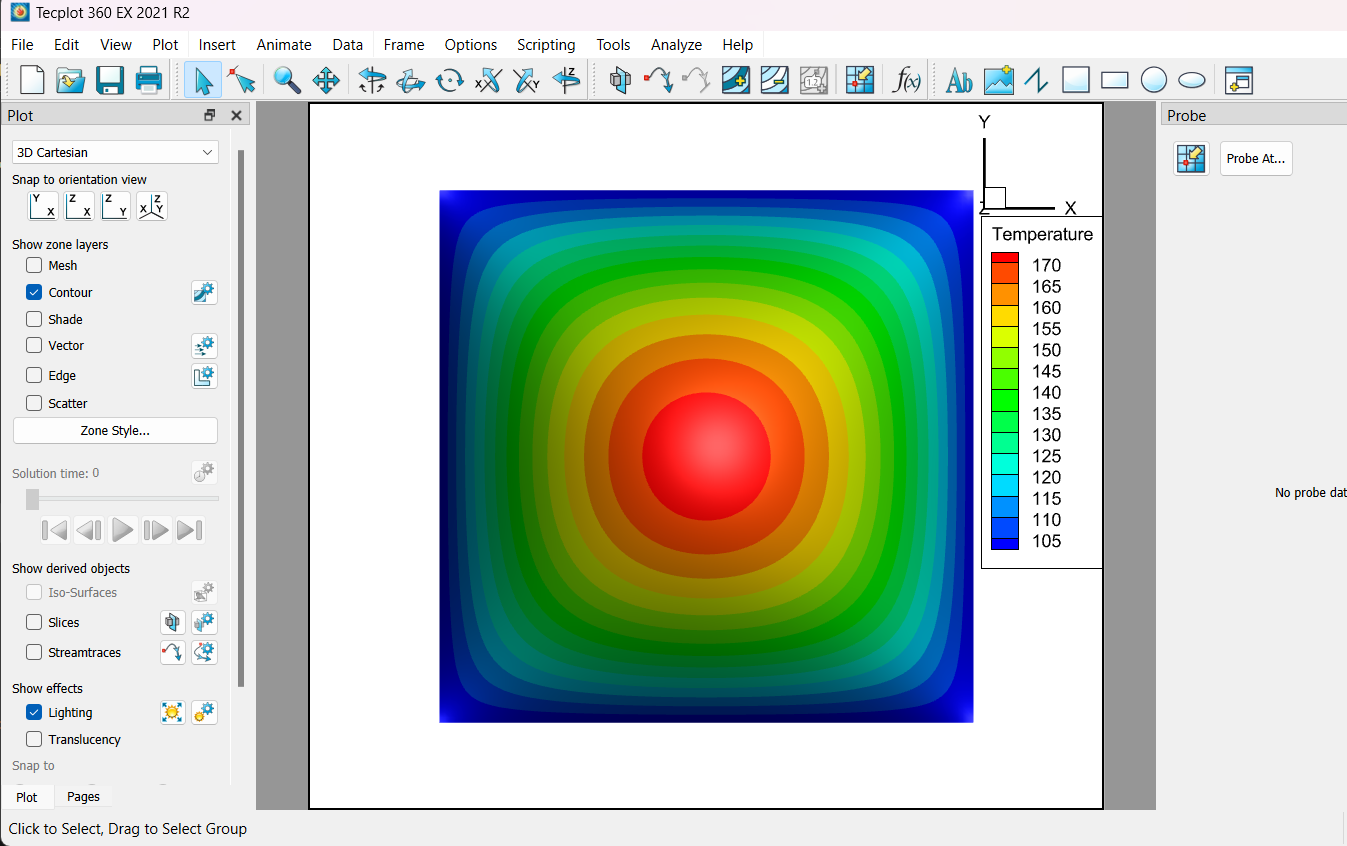 Tecplot 360 EX 2021 R2
File Edit View Plot Insert Animate Data Frame Options Scripting Tools Analyze Help
Plot
3D Cartesian
Snap to orientation view
Y X Z X Z Y X Z Y
Show zone layers
Mesh
Contour
Shade
Vector
Edge
Scatter
Zone Style...
Solution time: 0
Show derived objects
Iso-Surfaces
Slices
Streamtraces
Show effects
Lighting
Translucency
Snap to
Plot Pages
Click to Select, Drag to Select Group
Y
X
Z
Temperature
170
165
160
155
150
145
140
135
130
125
120
115
110
105
Probe
Probe At...
No probe dat